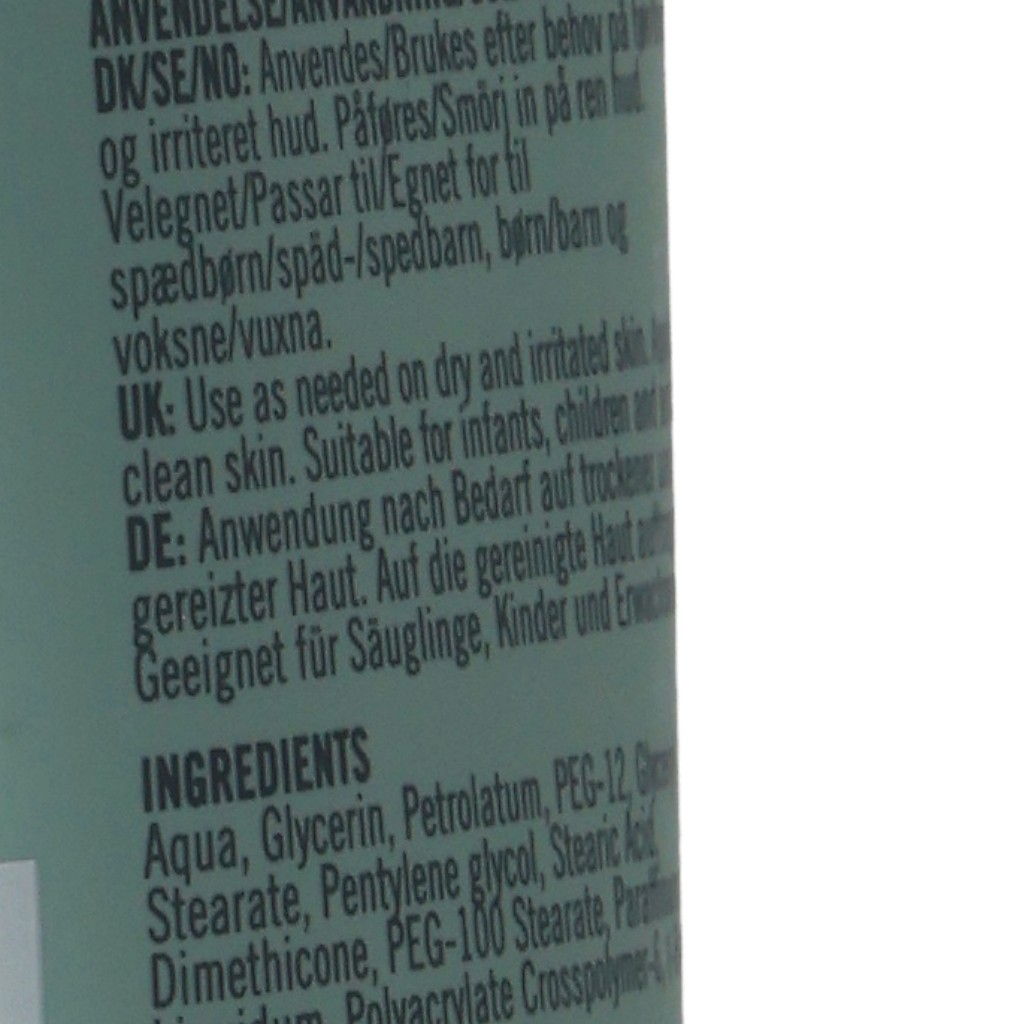 ANVENDELSE/ANVÄNDNING/
DK/SE/NO: Anvendes/Brukes efter behov på
og irriteret hud. Påføres/Smörj in på ren hud.
Velegnet/Passar til/Egnet for til
spædbørn/späd-/spedbarn, børn/barn og
voksne/vuxna.
UK: Use as needed on dry and irritated skin.
clean skin. Suitable for infants, children and
DE: Anwendung nach Bedarf auf trockener
gereizter Haut. Auf die gereinigte Haut
Geeignet für Säuglinge, Kinder und
INGREDIENTS
Aqua, Glycerin, Petrolatum, PEG-12,
Stearate, Pentylene glycol, Stearic Acid,
Dimethicone, PEG-100 Stearate,
Polyacrylate Crosspolymer-6,